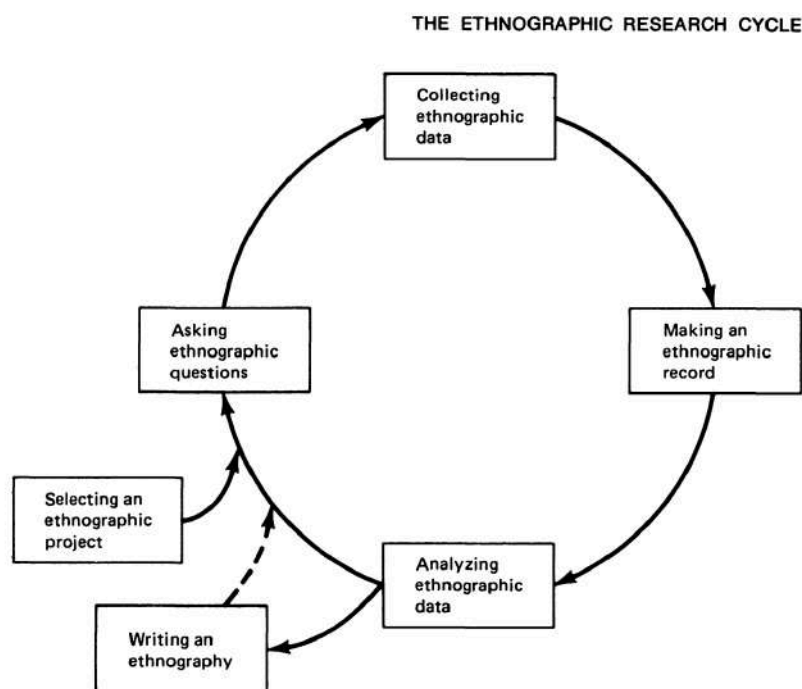 THE ETHNOGRAPHIC RESEARCH CYCLE
Collecting
ethnographic
data
Asking
ethnographic
questions
Making an
ethnographic
record
Selecting an
ethnographic
project
Analyzing
ethnographic
data
Writing an
ethnography